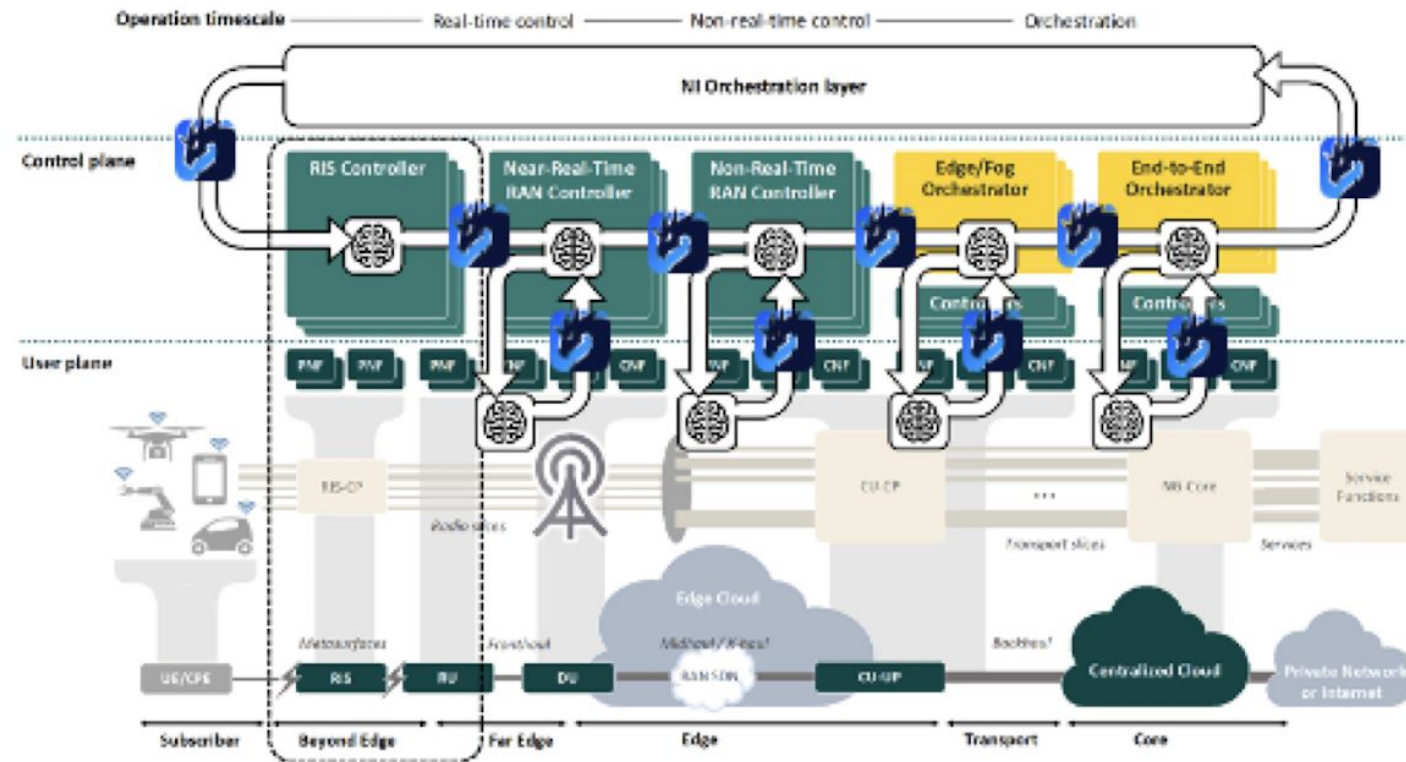 Operation timescale
Real-time control
Non-real-time control
Orchestration
NI Orchestration layer
Control plane
RIS Controller
Near-Real-Time
RAN Controller
Non-Real-Time
RAN Controller
Edge/Fog
Orchestrator
End-to-End
Orchestrator
Controllers
Controllers
User plane
PNF
PNF
PNF
CNF
PNF
CNF
CNF
CNF
RIS-CP
CU-CP
...
Service
Functions
Radio slices
Transport slices
Services
Edge Cloud
Metasurfaces
Fronthaul
Midhaul / X-haul
Backhaul
UE/CPE
RIS
RU
DU
RAN SDN
CU-UP
Centralized Cloud
Private Network
or Internet
Subscriber
Beyond Edge
Far Edge
Edge
Transport
Core